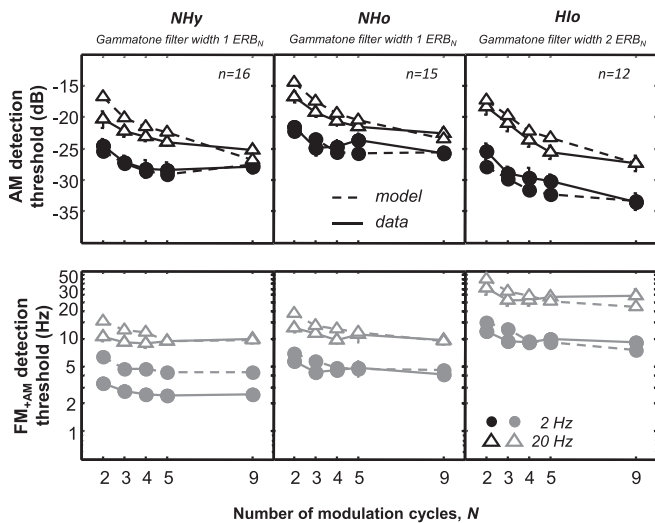 NHy NHo HIo
Gammatone filter width 1 ERBN Gammatone filter width 1 ERBN Gammatone filter width 2 ERBN
n=16 n=15 n=12
AM detection
threshold (dB)
-15
-20
-25
-30
-35
model
data
FM+AM detection
threshold (Hz)
50
30
20
10
5
2
1
2 Hz
20 Hz
2 3 4 5 9 2 3 4 5 9 2 3 4 5 9
Number of modulation cycles, N